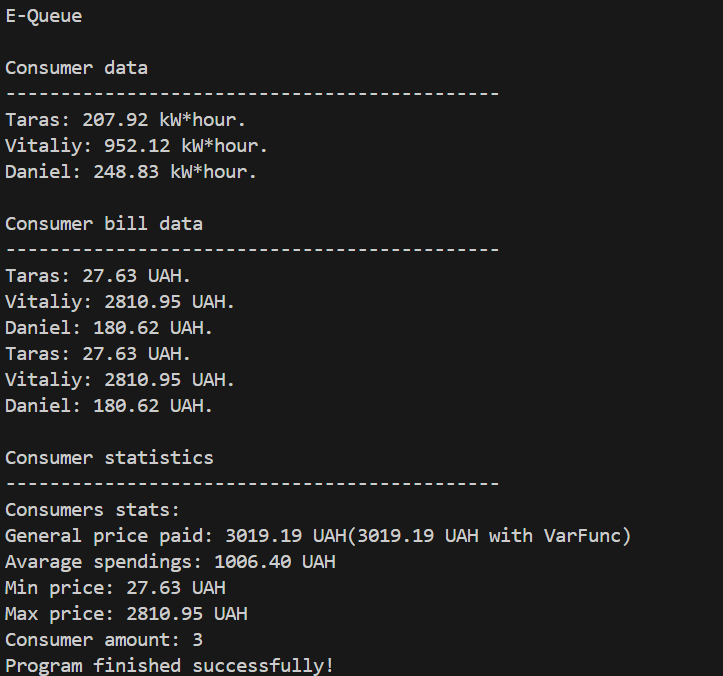 E-Queue
Consumer data
---------------------------------------------
Taras: 207.92 kW*hour.
Vitaliy: 952.12 kW*hour.
Daniel: 248.83 kW*hour.
Consumer bill data
---------------------------------------------
Taras: 27.63 UAH.
Vitaliy: 2810.95 UAH.
Daniel: 180.62 UAH.
Taras: 27.63 UAH.
Vitaliy: 2810.95 UAH.
Daniel: 180.62 UAH.
Consumer statistics
---------------------------------------------
Consumers stats:
General price paid: 3019.19 UAH(3019.19 UAH with VarFunc)
Avarage spendings: 1006.40 UAH
Min price: 27.63 UAH
Max price: 2810.95 UAH
Consumer amount: 3
Program finished successfully!